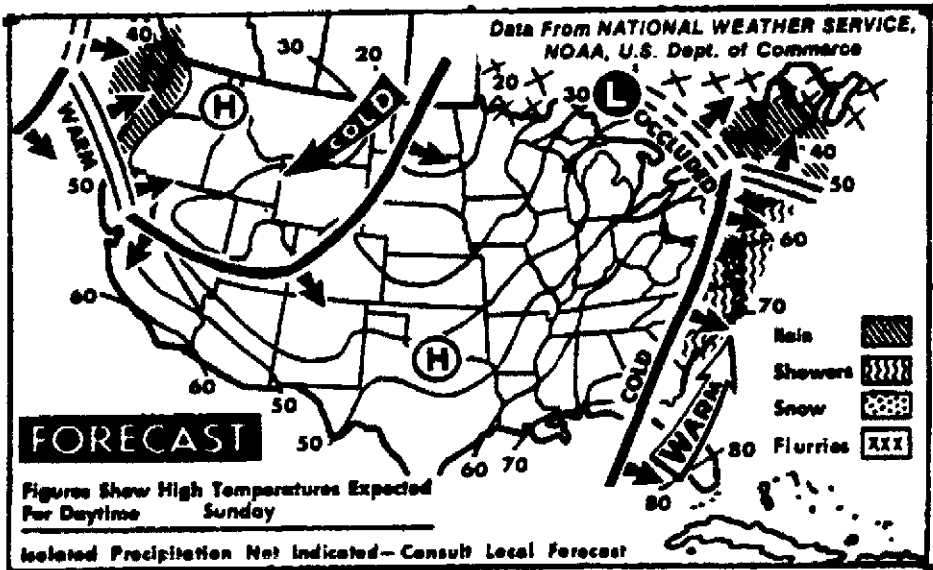 Data From NATIONAL WEATHER SERVICE,
NOAA, U.S. Dept. of Commerce
40
30
20
20
30
L
H
COLD
WARM
OCCLUDED
40
50
50
60
60
70
H
COLD
WARM
Rain
Showers
Snow
Flurries
XXX
60
50
50
60
70
80
80
FORECAST
Figures Show High Temperatures Expected
For Daytime Sunday
Isolated Precipitation Not Indicated—Consult Local Forecast